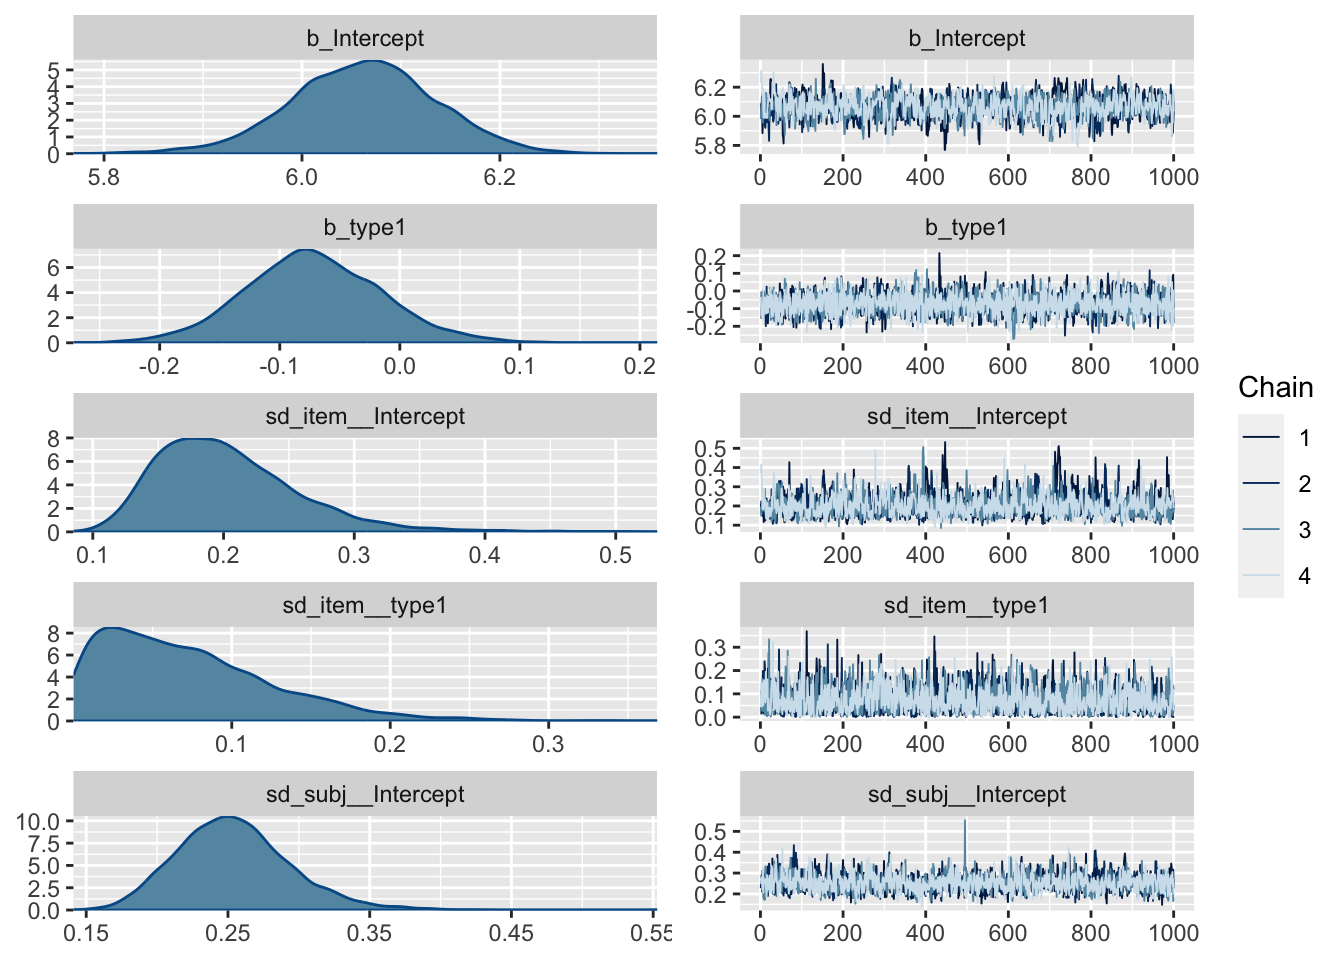 b_Intercept
b_Intercept
5
4
3
2
1
0
5.8 6.0 6.2
6.2
6.0
5.8
0 200 400 600 800 1000
b_type1
b_type1
6
4
2
0
-0.2 -0.1 0.0 0.1 0.2
0.2
0.1
0.0
-0.1
-0.2
0 200 400 600 800 1000
sd_item__Intercept
sd_item__Intercept
8
6
4
2
0
0.1 0.2 0.3 0.4 0.5
0.5
0.4
0.3
0.2
0.1
0 200 400 600 800 1000
sd_item__type1
sd_item__type1
8
6
4
2
0
0.1 0.2 0.3
0.3
0.2
0.1
0.0
0 200 400 600 800 1000
sd_subj__Intercept
sd_subj__Intercept
10.0
7.5
5.0
2.5
0.0
0.15 0.25 0.35 0.45 0.55
0.5
0.4
0.3
0.2
0 200 400 600 800 1000
Chain
1
2
3
4